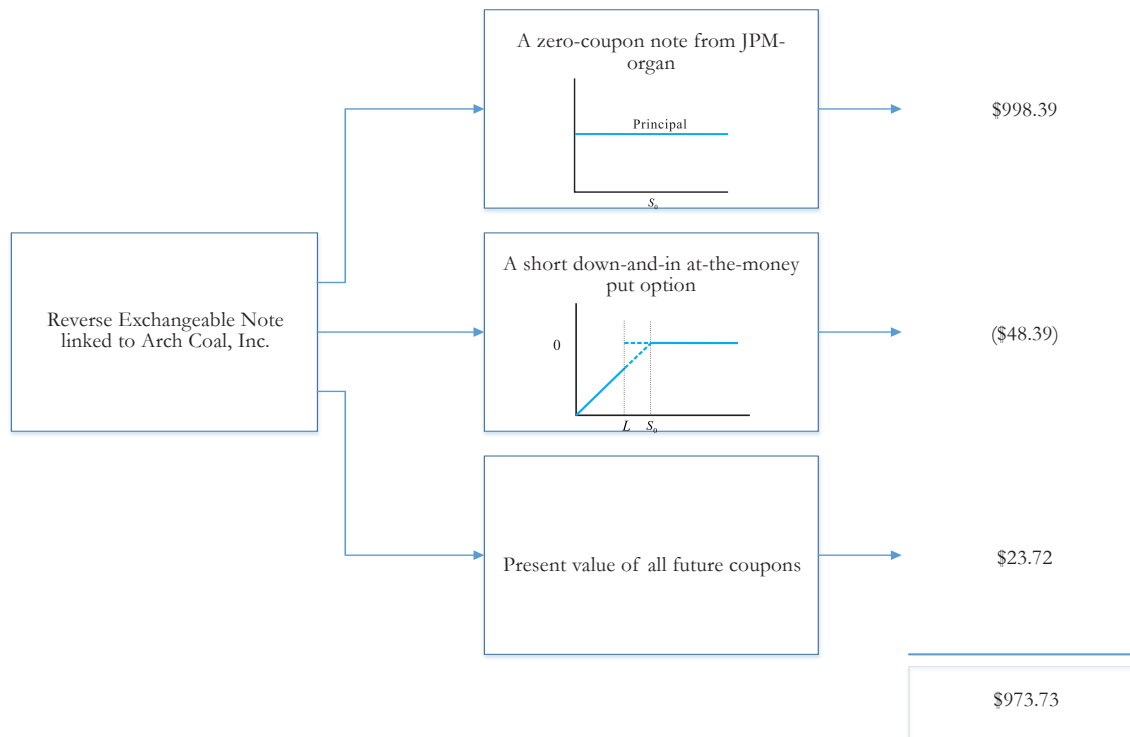 A zero-coupon note from JPM-
organ
Principal
S₀
$998.39
Reverse Exchangeable Note
linked to Arch Coal, Inc.
A short down-and-in at-the-money
put option
0
L S₀
($48.39)
Present value of all future coupons
$23.72
$973.73